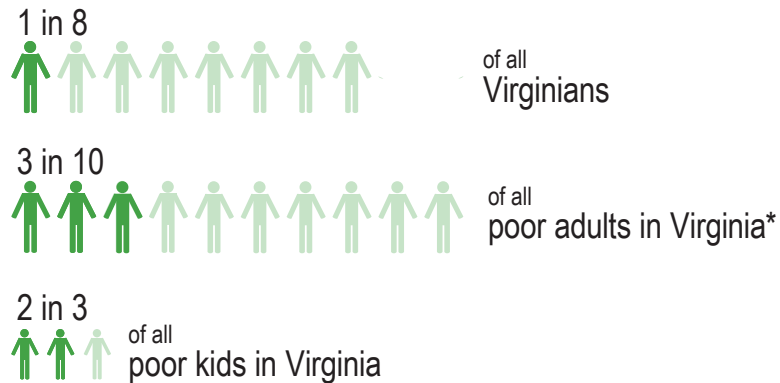 1 in 8
of all
Virginians
3 in 10
of all
poor adults in Virginia*
2 in 3
of all
poor kids in Virginia